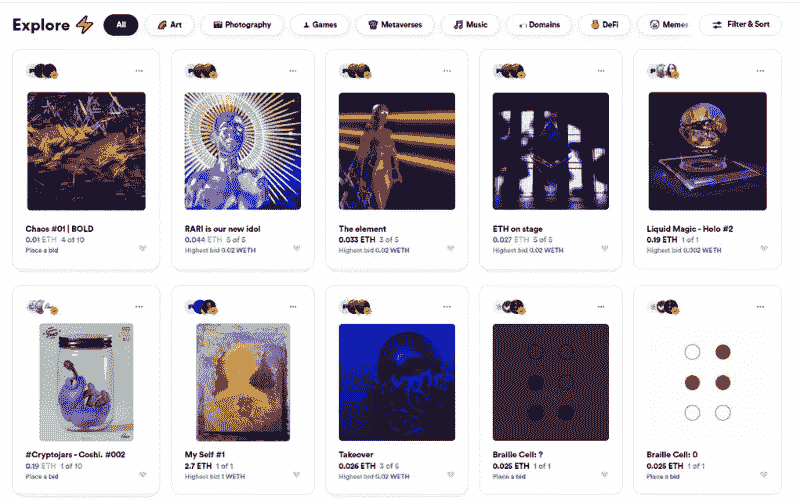 Explore
All
Art
Photography
Games
Metaverses
Music
Domains
DeFi
Memes
Filter & Sort
Chaos #01 | BOLD
0.01 ETH 4 of 10
Place a bid
RARI is our new idol
0.044 ETH 5 of 5
Highest bid 0.02 WETH
The element
0.033 ETH 3 of 5
Highest bid 0.02 WETH
ETH on stage
0.027 ETH 5 of 5
Highest bid 0.02 WETH
Liquid Magic - Holo #2
0.19 ETH 1 of 1
Highest bid 0.002 WETH
#Cryptojars - Coshi. #002
0.19 ETH 1 of 10
Place a bid
My Self #1
2.7 ETH 1 of 1
Highest bid 1 WETH
Takeover
0.026 ETH 3 of 5
Highest bid 0.02 WETH
Braille Cell: ?
0.025 ETH 1 of 1
Place a bid
Braille Cell: 0
0.025 ETH 1 of 1
Place a bid